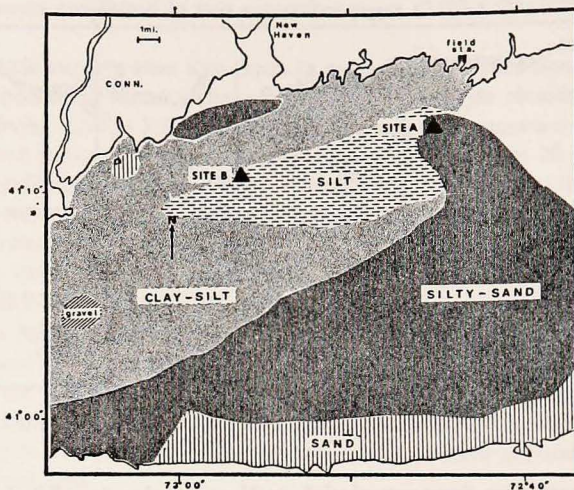 New
Haven
1mi.
field
sta.
CONN.
SITE A
SITE B
SILT
41°10'
N
CLAY-SILT
SILTY-SAND
gravel
41°00'
SAND
73°00'
72°40'